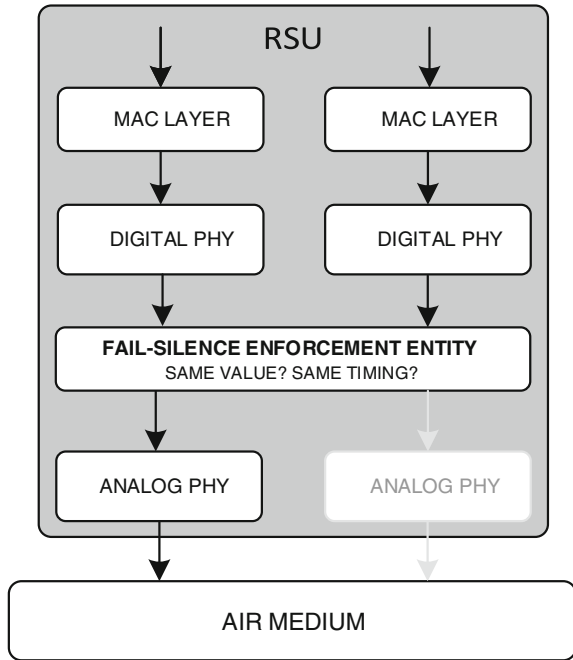 RSU
MAC LAYER
MAC LAYER
DIGITAL PHY
DIGITAL PHY
FAIL-SILENCE ENFORCEMENT ENTITY
SAME VALUE? SAME TIMING?
ANALOG PHY
ANALOG PHY
AIR MEDIUM